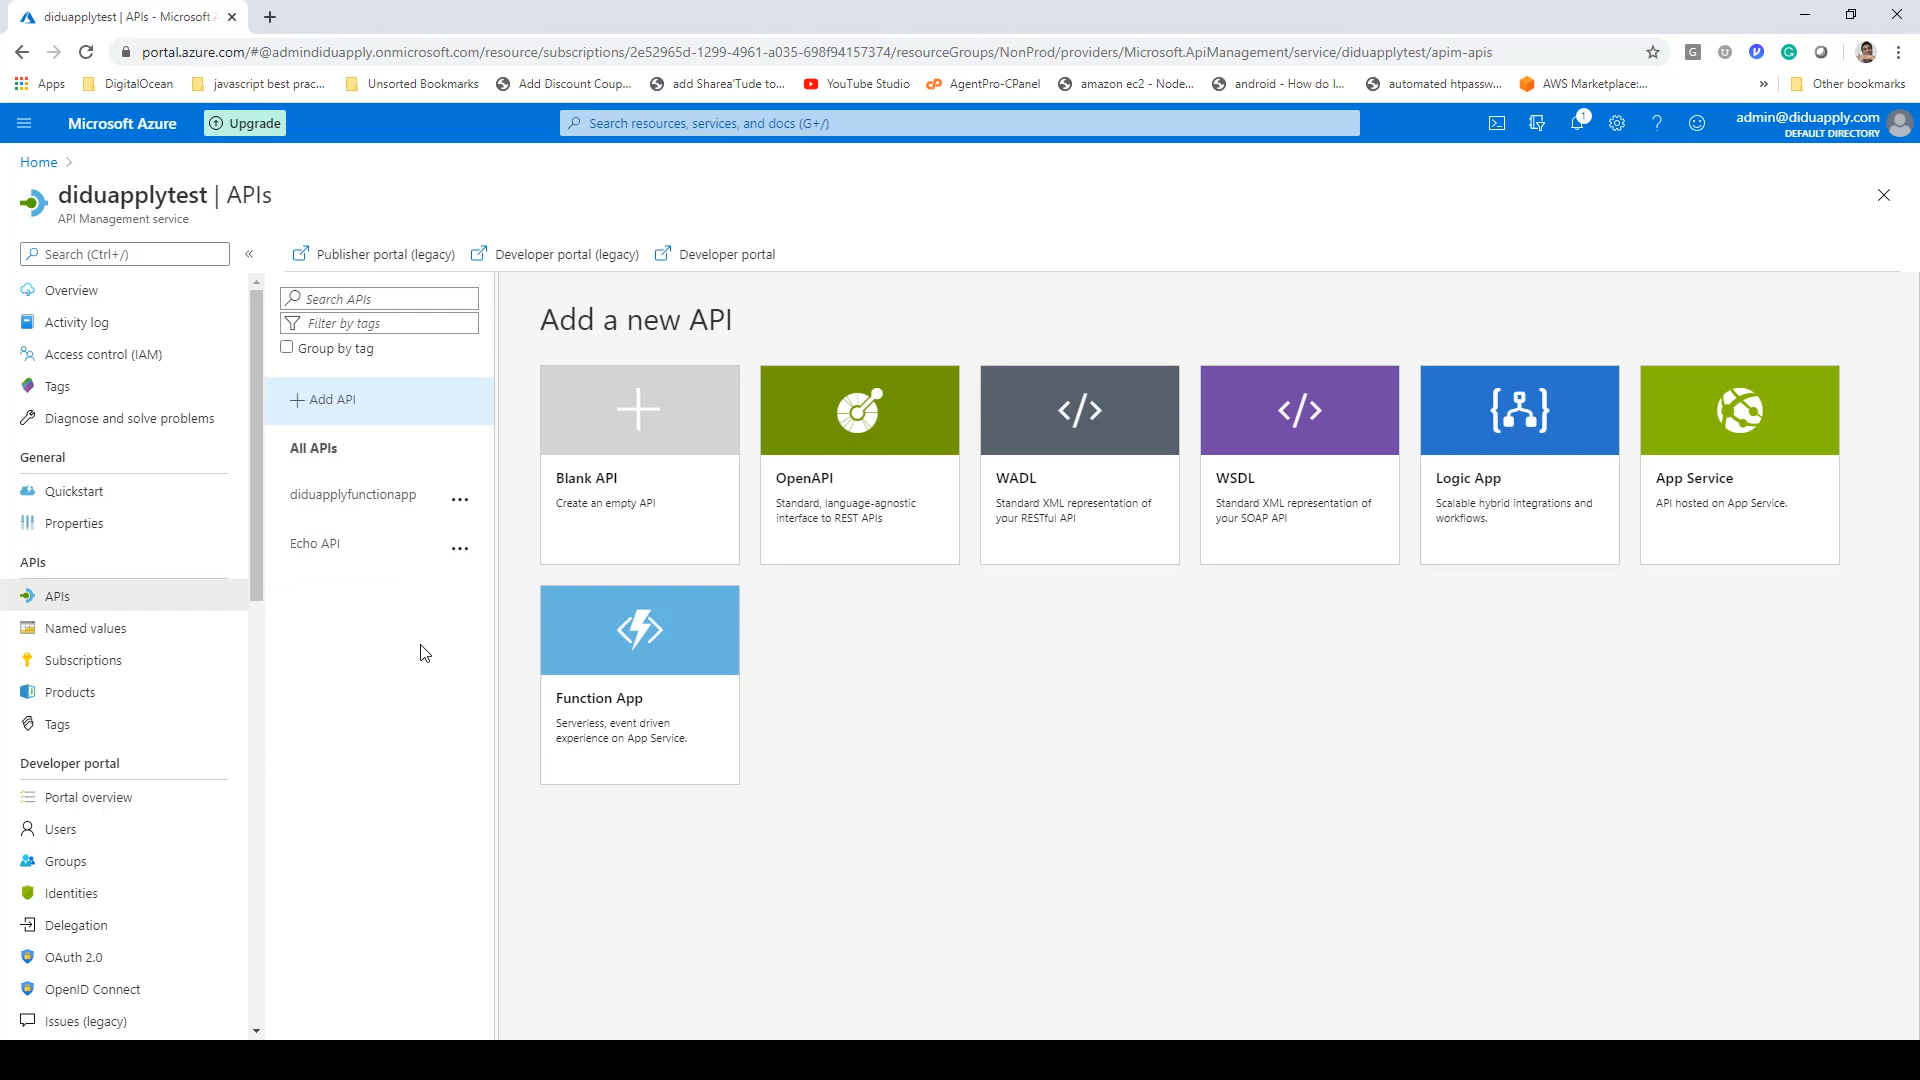 diduapplytest | APIs - Microsoft A
portal.azure.com/#@admindiduapply.onmicrosoft.com/resource/subscriptions/2e52965d-1299-4961-a035-698f94157374/resourceGroups/NonProd/providers/Microsoft.ApiManagement/service/diduapplytest/apim-apis
Apps DigitalOcean javascript best prac... Unsorted Bookmarks Add Discount Coup... add Sharea'Tude to... YouTube Studio AgentPro-CPanel amazon ec2 - Node... android - How do I... automated htpassw... AWS Marketplace:... » Other bookmarks
Microsoft Azure Upgrade Search resources, services, and docs (G+/) 1 admin@diduapply.com
DEFAULT DIRECTORY
Home
diduapplytest | APIs
API Management service
Search (Ctrl+/) «
Overview
Activity log
Access control (IAM)
Tags
Diagnose and solve problems
General
Quickstart
Properties
APIs
APIs
Named values
Subscriptions
Products
Tags
Developer portal
Portal overview
Users
Groups
Identities
Delegation
OAuth 2.0
OpenID Connect
Issues (legacy)
Publisher portal (legacy) Developer portal (legacy) Developer portal
Search APIs
Filter by tags
Group by tag
+ Add API
All APIs
diduapplyfunctionapp ...
Echo API ...
Add a new API
Blank API
Create an empty API
OpenAPI
Standard, language-agnostic
interface to REST APIs
WADL
Standard XML representation of
your RESTful API
WSDL
Standard XML representation of
your SOAP API
Logic App
Scalable hybrid integrations and
workflows.
App Service
API hosted on App Service.
Function App
Serverless, event driven
experience on App Service.